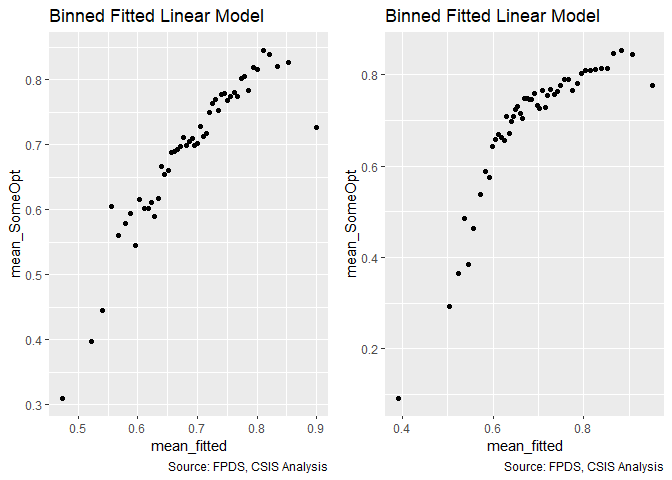 Binned Fitted Linear Model
mean_SomeOpt
0.8
0.7
0.6
0.5
0.4
0.3
0.5 0.6 0.7 0.8 0.9
mean_fitted
Source: FPDS, CSIS Analysis
Binned Fitted Linear Model
mean_SomeOpt
0.8
0.6
0.4
0.2
0.4 0.6 0.8
mean_fitted
Source: FPDS, CSIS Analysis